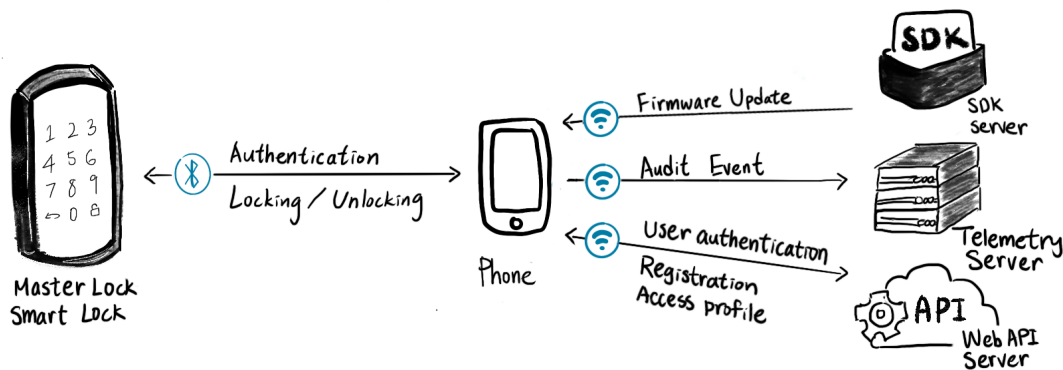 1 2 3
4 5 6
7 8 9
0
Master Lock
Smart Lock
Authentication
Locking / Unlocking
Phone
Firmware Update
Audit Event
User authentication
Registration
Access profile
SDK
SDK
server
Telemetry
Server
API
Web API
Server